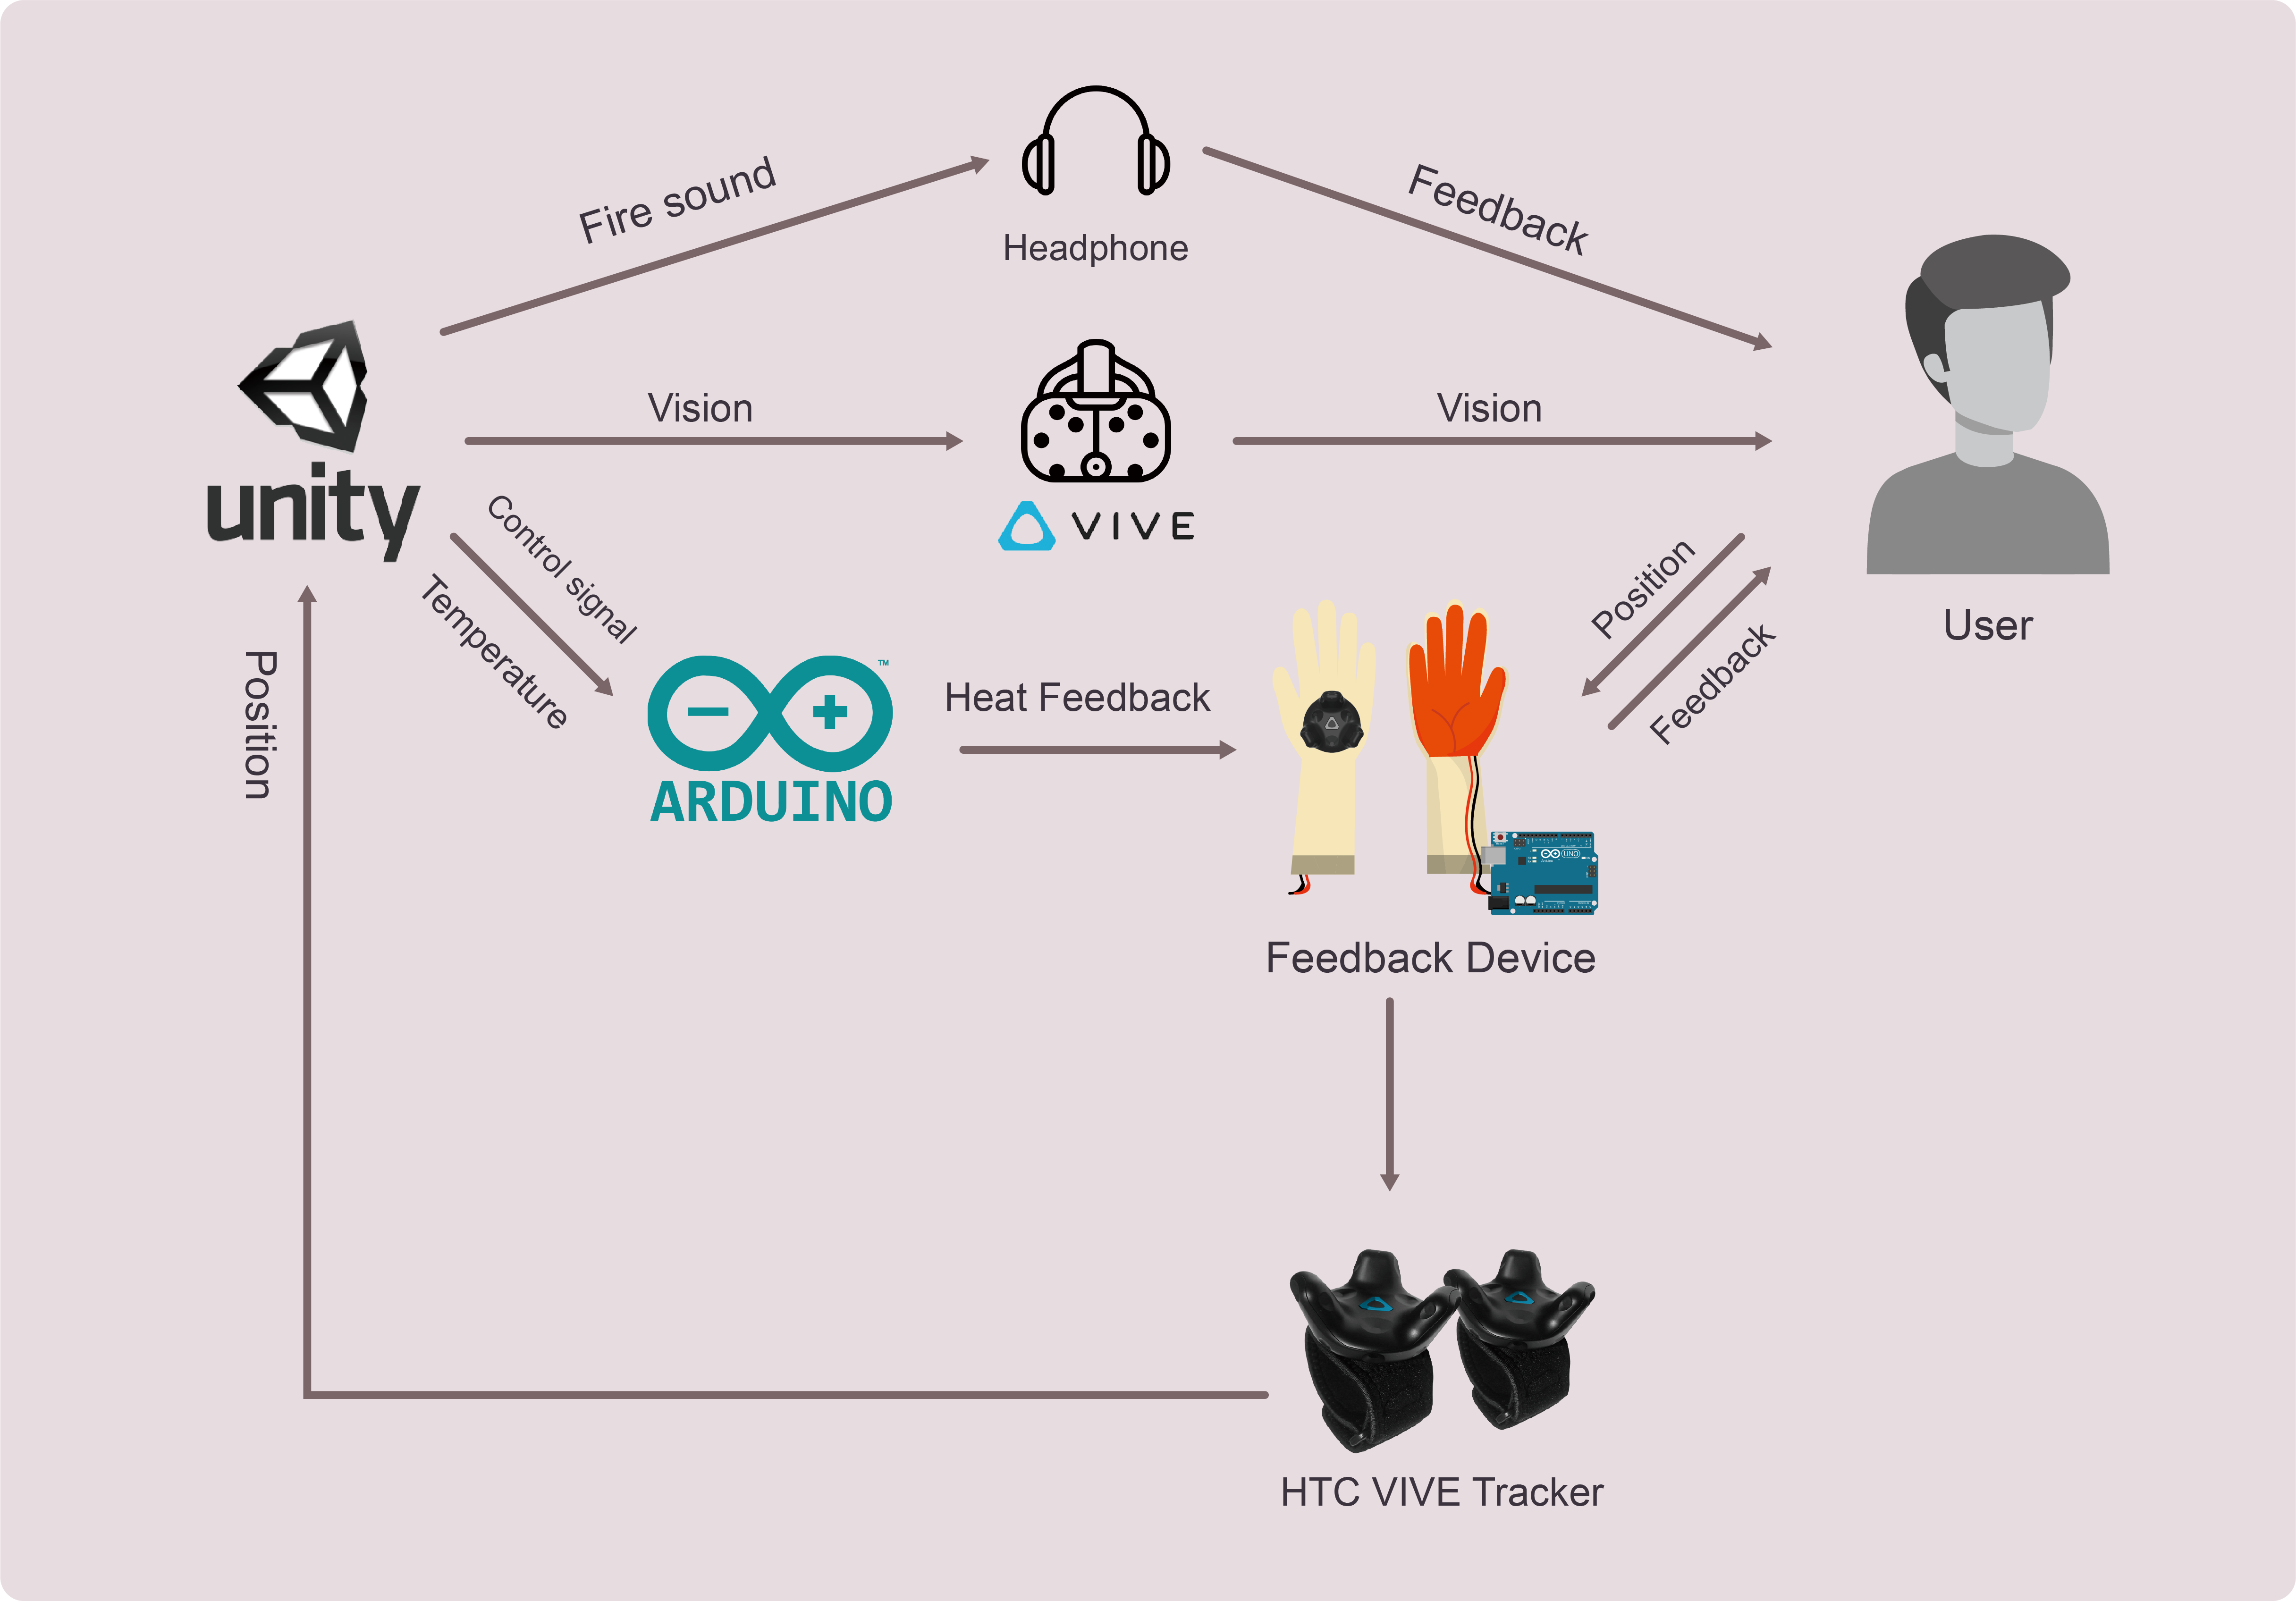 Fire sound
Headphone
Feedback
unity
Vision
VIVE
Vision
User
Control signal
Temperature
Position
ARDUINO
TM
Heat Feedback
Position
Feedback
UNO
Feedback Device
HTC VIVE Tracker